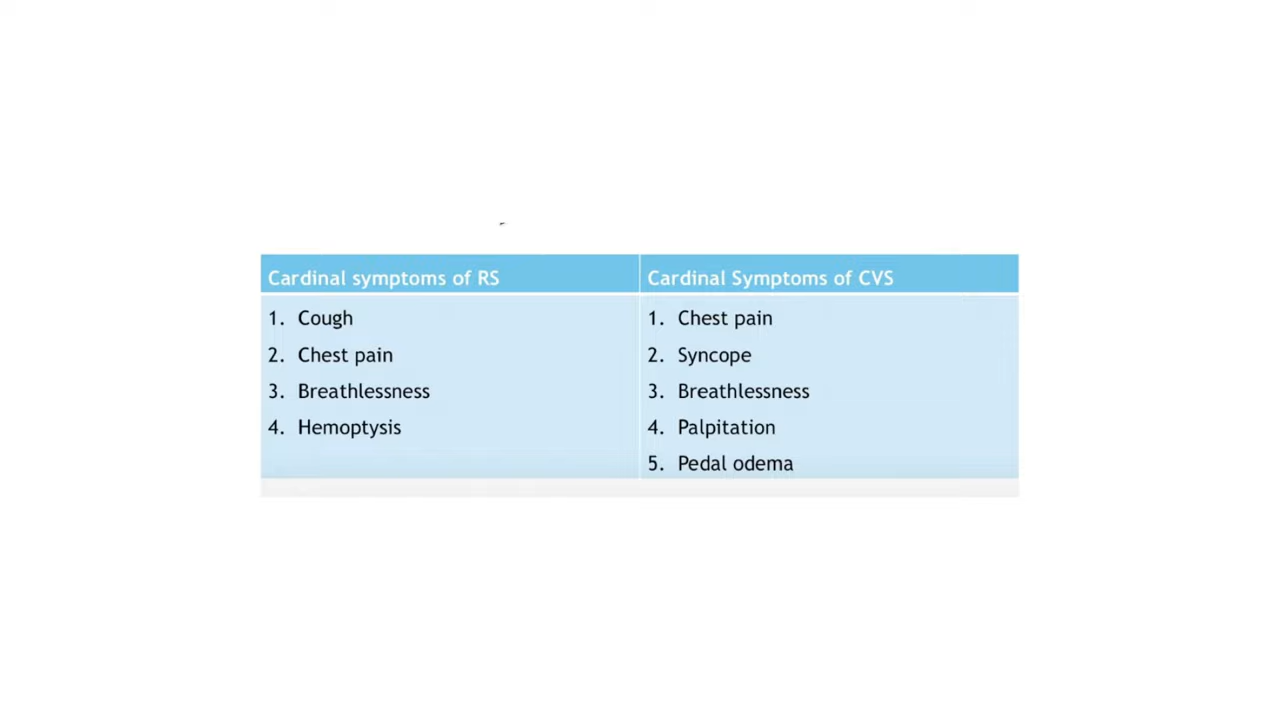 Cardinal symptoms of RS
1. Cough
2. Chest pain
3. Breathlessness
4. Hemoptysis
Cardinal Symptoms of CVS
1. Chest pain
2. Syncope
3. Breathlessness
4. Palpitation
5. Pedal odema